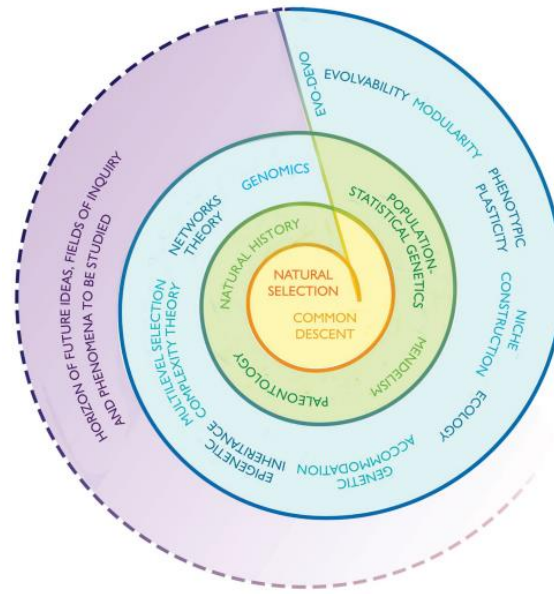 NATURAL
SELECTION
COMMON
DESCENT
NATURAL HISTORY
POPULATION-
STATISTICAL GENETICS
MENDELISM
PALEONTOLOGY
EVO-DEVO
EVOLVABILITY
MODULARITY
PHENOTYPIC
PLASTICITY
NICHE
CONSTRUCTION
ECOLOGY
GENETIC
ACCOMMODATION
EPIGENETIC
INHERITANCE
MULTILEVEL SELECTION
COMPLEXITY THEORY
NETWORKS
THEORY
GENOMICS
HORIZON OF FUTURE IDEAS, FIELDS OF INQUIRY
AND PHENOMENA TO BE STUDIED